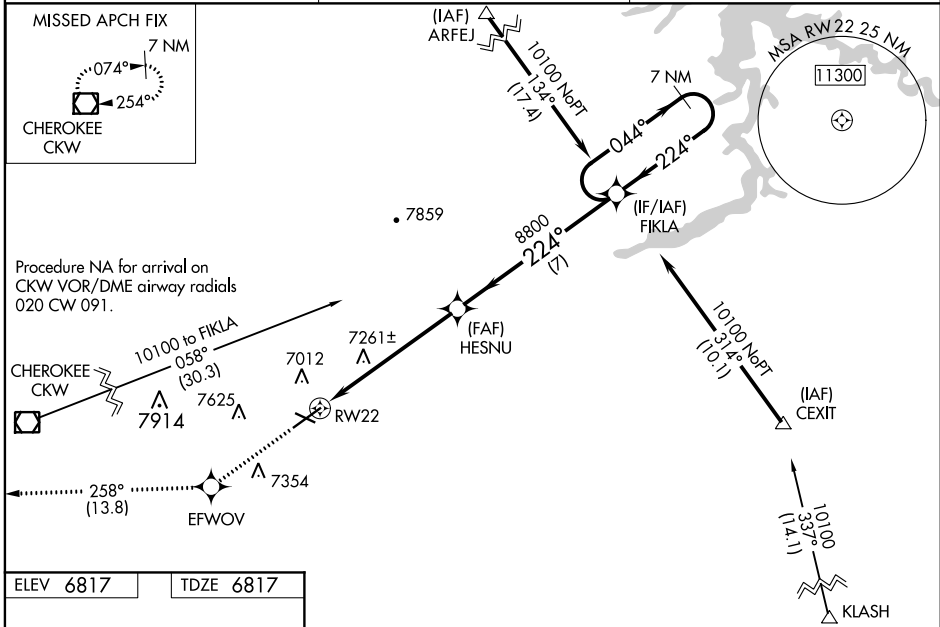 MISSED APCH FIX
7 NM
074°
254°
CHEROKEE
CKW
(IAF)
ARFEJ
10100 NoPT
134°
(17.4)
7 NM
044°
224°
MSA RW22 25 NM
11300
(IF/IAF)
FIKLA
7859
8800
224°
(7)
Procedure NA for arrival on
CKW VOR/DME airway radials
020 CW 091.
(FAF)
HESNU
10100 to FIKLA
058°
(30.3)
7261±
7012
CHEROKEE
CKW
7914
7625
RW22
10100 NoPT
314°
(10.1)
(IAF)
CEXIT
7354
258°
(13.8)
EFWOV
10100
337°
(14.1)
KLASH
ELEV 6817
TDZE 6817